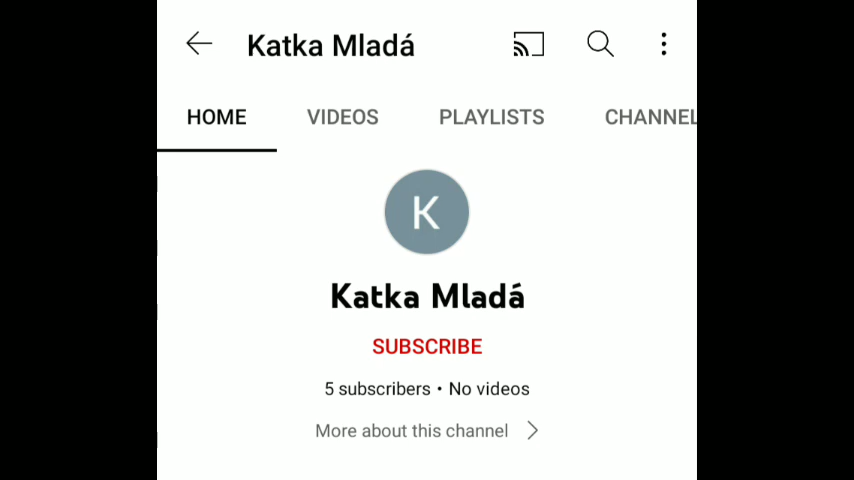 Katka Mladá
HOME VIDEOS PLAYLISTS CHANNEL
K
Katka Mladá
SUBSCRIBE
5 subscribers • No videos
More about this channel